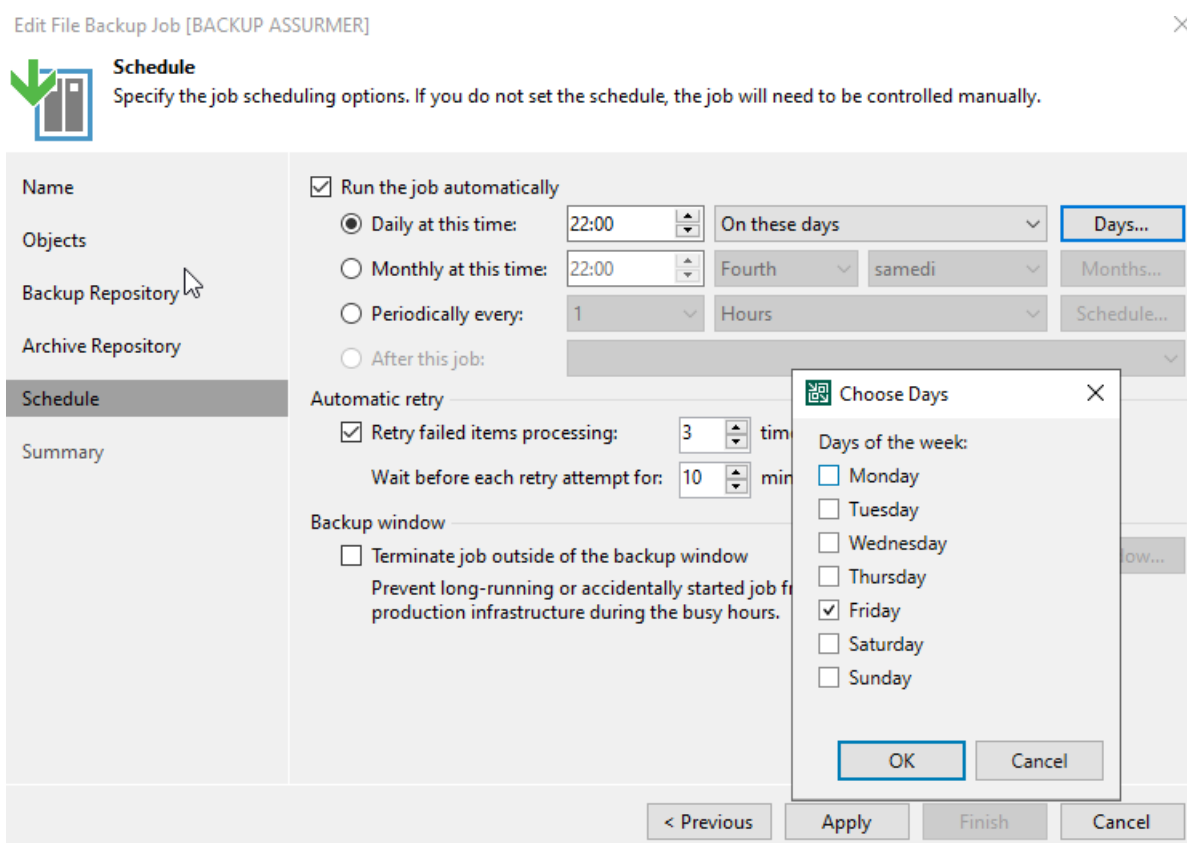 Edit File Backup Job [BACKUP ASSURMER]
Schedule
Specify the job scheduling options. If you do not set the schedule, the job will need to be controlled manually.
Name
Objects
Backup Repository
Archive Repository
Schedule
Summary
Run the job automatically
Daily at this time: 22:00 On these days Days...
Monthly at this time: 22:00 Fourth samedi Months...
Periodically every: 1 Hours Schedule...
After this job:
Automatic retry
Retry failed items processing: 3
Wait before each retry attempt for: 10
Backup window
Terminate job outside of the backup window
Prevent long-running or accidentally started job
production infrastructure during the busy hours.
Choose Days
Days of the week:
Monday
Tuesday
Wednesday
Thursday
Friday
Saturday
Sunday
OK Cancel
< Previous Apply Finish Cancel